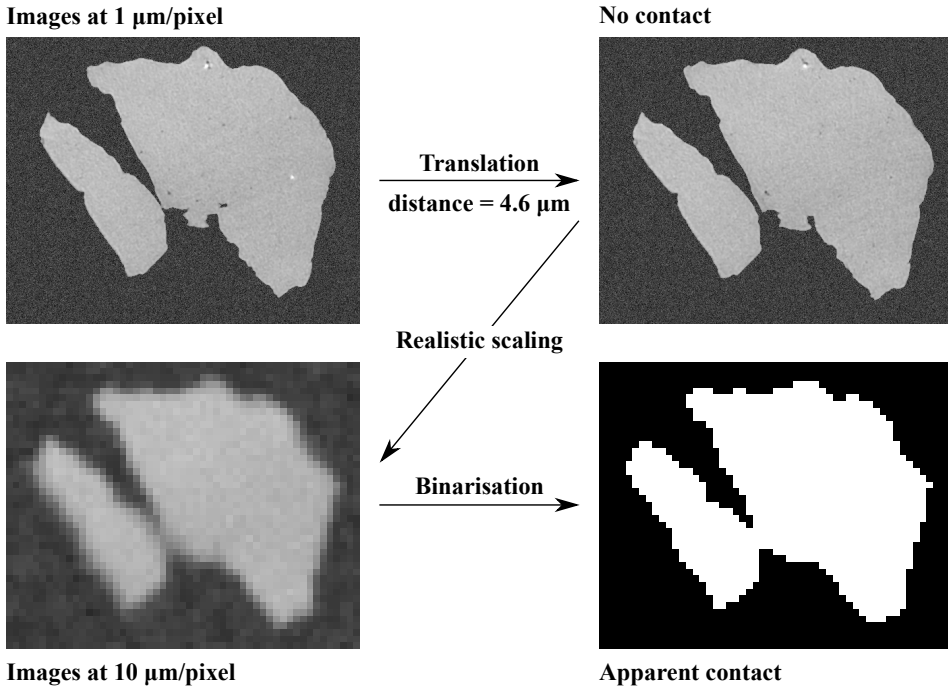 Images at 1 μm/pixel
No contact
Translation
distance = 4.6 μm
Realistic scaling
Binarisation
Images at 10 μm/pixel
Apparent contact